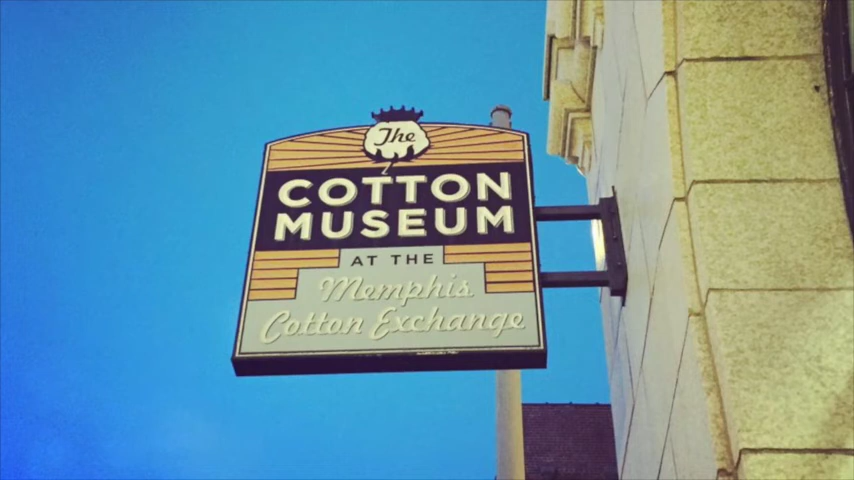 The
COTTON
MUSEUM
AT THE
Memphis
Cotton Exchange